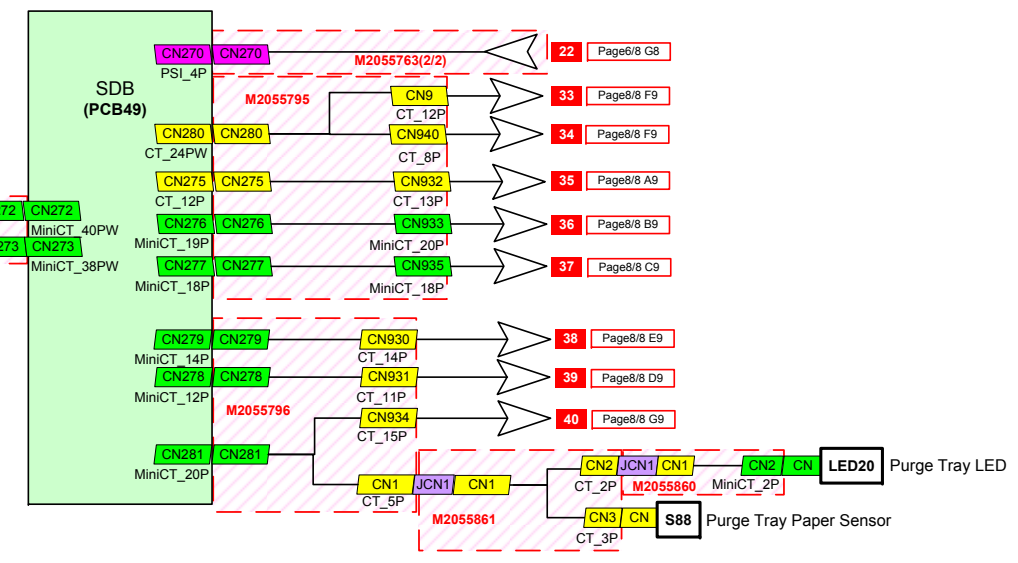 SDB
(PCB49)
CN270 CN270
PSI_4P
M2055763(2/2)
22 Page6/8 G8
M2055795
CN9
CT_12P
33 Page8/8 F9
CN280 CN280
CT_24PW
CN940
CT_8P
34 Page8/8 F9
CN275 CN275
CT_12P
CN932
CT_13P
35 Page8/8 A9
72 CN272
MiniCT_40PW
CN276 CN276
MiniCT_19P
CN933
MiniCT_20P
36 Page8/8 B9
273 CN273
MiniCT_38PW
CN277 CN277
MiniCT_18P
CN935
MiniCT_18P
37 Page8/8 C9
CN279 CN279
MiniCT_14P
CN930
CT_14P
38 Page8/8 E9
CN278 CN278
MiniCT_12P
CN931
CT_11P
39 Page8/8 D9
M2055796
CN934
CT_15P
40 Page8/8 G9
CN281 CN281
MiniCT_20P
CN1 JCN1 CN1
CT_5P
M2055861
CN2 JCN1 CN1
CT_2P
M2055860
CN2 CN LED20 Purge Tray LED
MiniCT_2P
CN3 CN S88 Purge Tray Paper Sensor
CT_3P